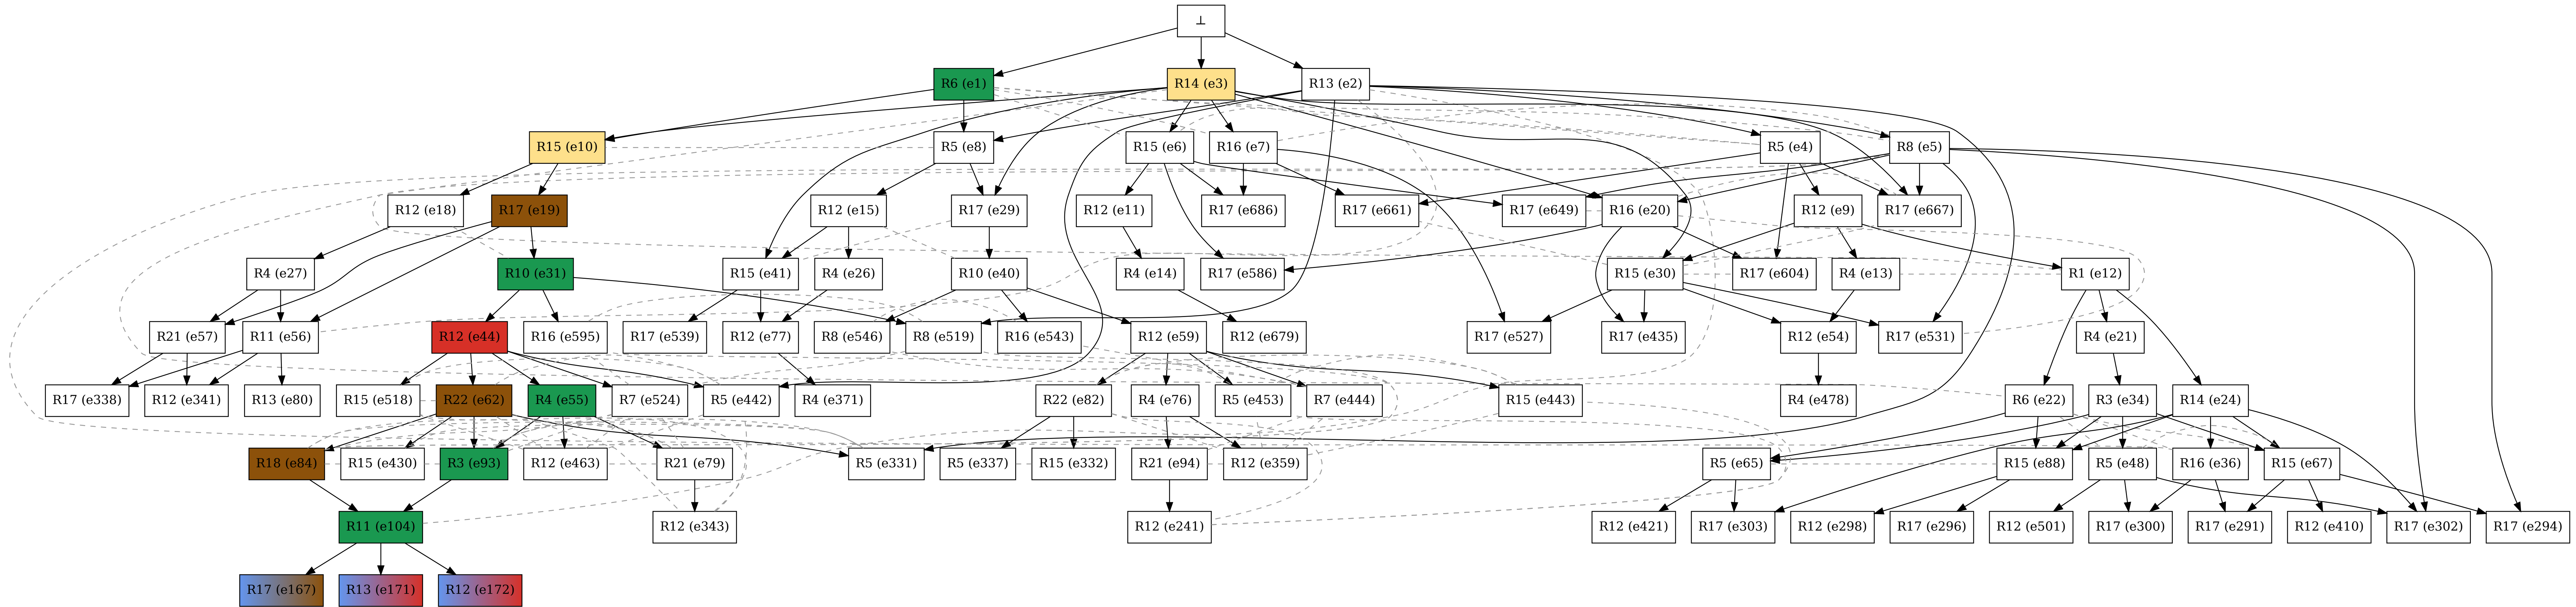 ⊥
R6 (e1)
R14 (e3)
R13 (e2)
R15 (e10)
R5 (e8)
R15 (e6)
R16 (e7)
R5 (e4)
R8 (e5)
R12 (e18)
R17 (e19)
R12 (e15)
R17 (e29)
R12 (e11)
R17 (e686)
R17 (e661)
R17 (e649)
R16 (e20)
R12 (e9)
R17 (e667)
R4 (e27)
R10 (e31)
R15 (e41)
R4 (e26)
R10 (e40)
R4 (e14)
R17 (e586)
R15 (e30)
R17 (e604)
R4 (e13)
R1 (e12)
R21 (e57)
R11 (e56)
R12 (e44)
R16 (e595)
R17 (e539)
R12 (e77)
R8 (e546)
R8 (e519)
R16 (e543)
R12 (e59)
R12 (e679)
R17 (e527)
R17 (e435)
R12 (e54)
R17 (e531)
R4 (e21)
R17 (e338)
R12 (e341)
R13 (e80)
R15 (e518)
R22 (e62)
R4 (e55)
R7 (e524)
R5 (e442)
R4 (e371)
R22 (e82)
R4 (e76)
R5 (e453)
R7 (e444)
R15 (e443)
R4 (e478)
R6 (e22)
R3 (e34)
R14 (e24)
R18 (e84)
R15 (e430)
R3 (e93)
R12 (e463)
R21 (e79)
R5 (e331)
R5 (e337)
R15 (e332)
R21 (e94)
R12 (e359)
R5 (e65)
R15 (e88)
R5 (e48)
R16 (e36)
R15 (e67)
R11 (e104)
R12 (e343)
R12 (e241)
R12 (e421)
R17 (e303)
R12 (e298)
R17 (e296)
R12 (e501)
R17 (e300)
R17 (e291)
R12 (e410)
R17 (e302)
R17 (e294)
R17 (e167)
R13 (e171)
R12 (e172)